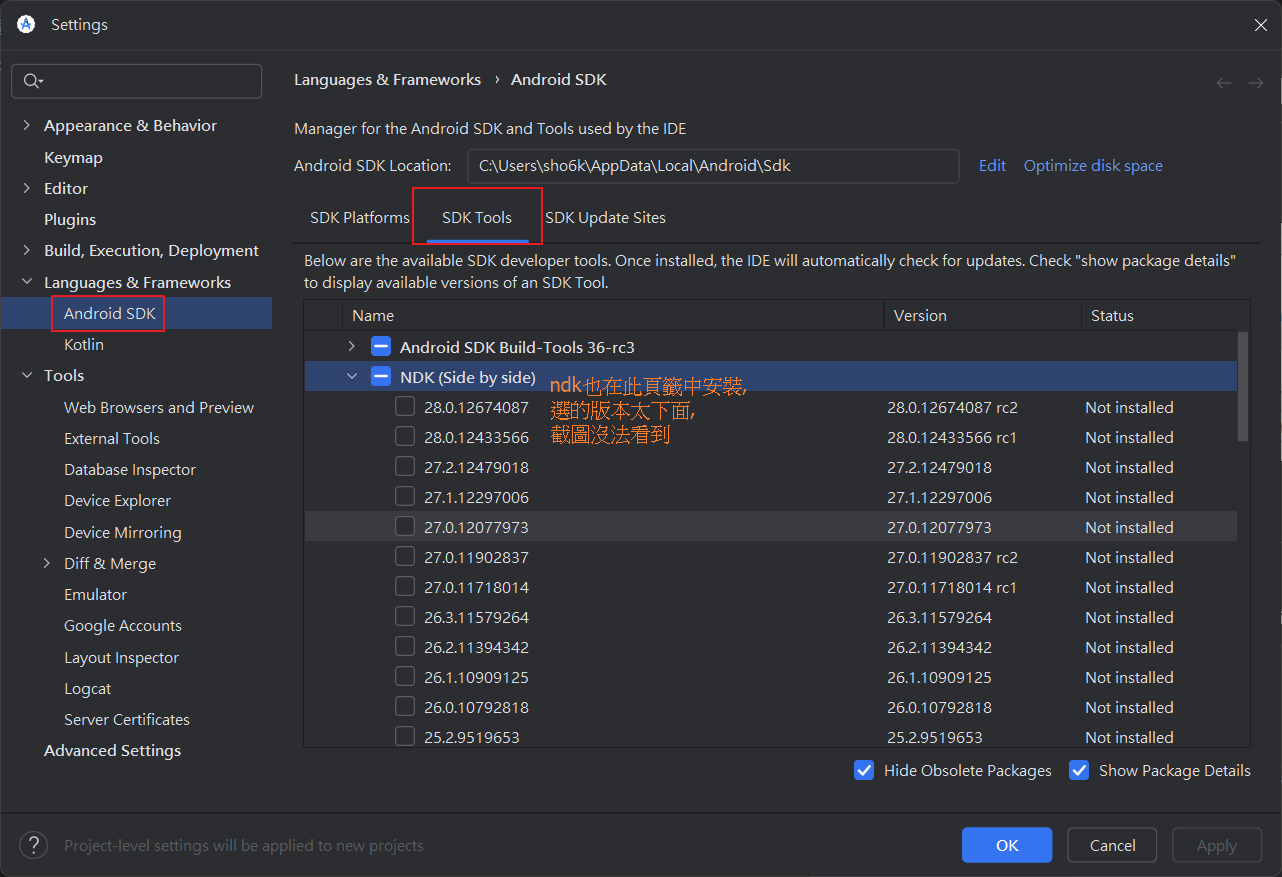 Settings
Languages & Frameworks › Android SDK
Appearance & Behavior
Keymap
Editor
Plugins
Build, Execution, Deployment
Languages & Frameworks
Android SDK
Kotlin
Tools
Web Browsers and Preview
External Tools
Database Inspector
Device Explorer
Device Mirroring
Diff & Merge
Emulator
Google Accounts
Layout Inspector
Logcat
Server Certificates
Advanced Settings
Manager for the Android SDK and Tools used by the IDE
Android SDK Location: C:\Users\sho6k\AppData\Local\Android\Sdk Edit Optimize disk space
SDK Platforms SDK Tools SDK Update Sites
Below are the available SDK developer tools. Once installed, the IDE will automatically check for updates. Check "show package details"
to display available versions of an SDK Tool.
Name Version Status
Android SDK Build-Tools 36-rc3
NDK (Side by side)
ndk也在此頁籤中安裝,
選的版本太下面,
截圖沒法看到
28.0.12674087 28.0.12674087 rc2 Not installed
28.0.12433566 28.0.12433566 rc1 Not installed
27.2.12479018 27.2.12479018 Not installed
27.1.12297006 27.1.12297006 Not installed
27.0.12077973 27.0.12077973 Not installed
27.0.11902837 27.0.11902837 rc2 Not installed
27.0.11718014 27.0.11718014 rc1 Not installed
26.3.11579264 26.3.11579264 Not installed
26.2.11394342 26.2.11394342 Not installed
26.1.10909125 26.1.10909125 Not installed
26.0.10792818 26.0.10792818 Not installed
25.2.9519653 25.2.9519653 Not installed
Hide Obsolete Packages Show Package Details
? Project-level settings will be applied to new projects
OK Cancel Apply